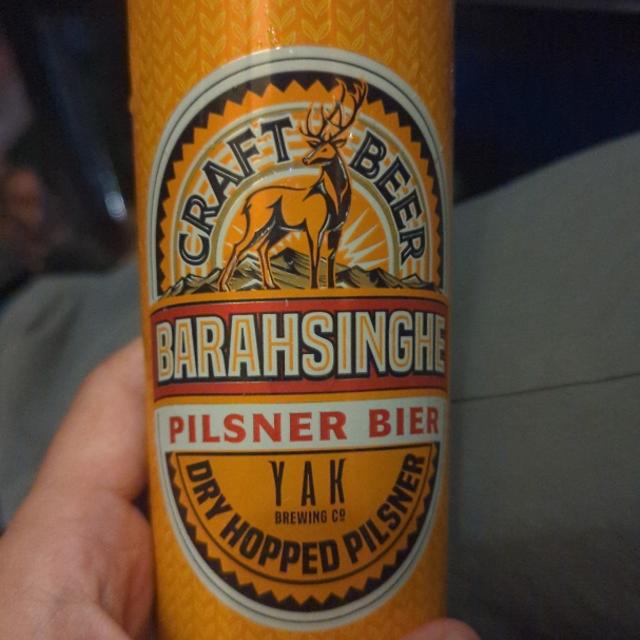 CRAFT BEER
BARAHSINGHE
PILSNER BIER
YAK
BREWING CO
DRY HOPPED PILSNER